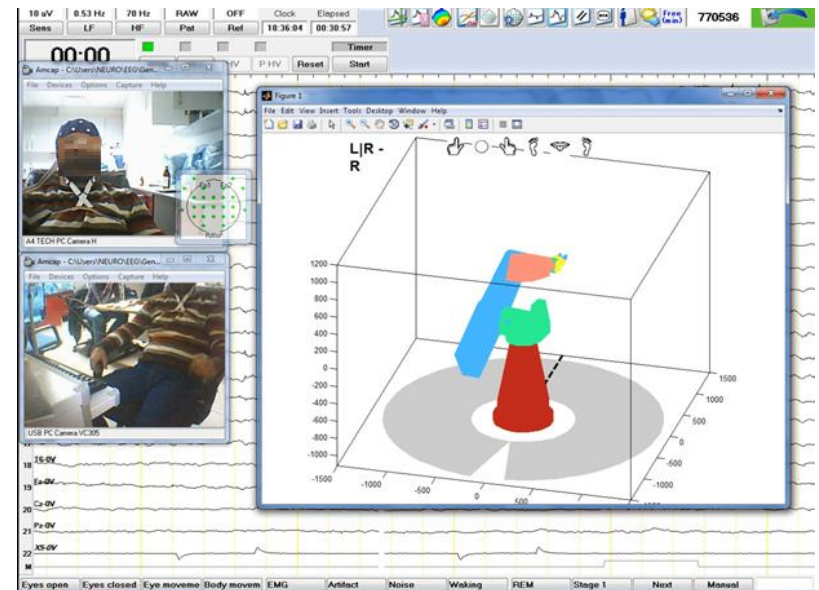 10 uV 0.53 Hz 70 Hz RAW OFF Clock Elapsed
Sens LF HF Pat Ref 18:36:04 00:30:57
Free (min) 770536
00:00
Timer
HV P HV Reset Start
Amcap - C:\Users\NEURO\EEG\Gen...
File Devices Options Capture Help
A4 TECH PC Camera H
Amcap - C:\Users\NEURO\EEG\Gen...
File Devices Options Capture Help
USB PC Camera VC305
Figure 1
File Edit View Insert Tools Desktop Window Help
L|R -
R
1200
1000
800
600
400
200
0
-200
-400
-600
-800
-1000
-1500
-1000
-500
0
500
1500
1000
500
0
-500
-1000
18
19
20 Cz-0V
21 Pz-0V
22 X5-0V
M
Eyes open Eyes closed Eye moveme Body movem EMG Artifact Noise Waking REM Stage 1 Next Manual